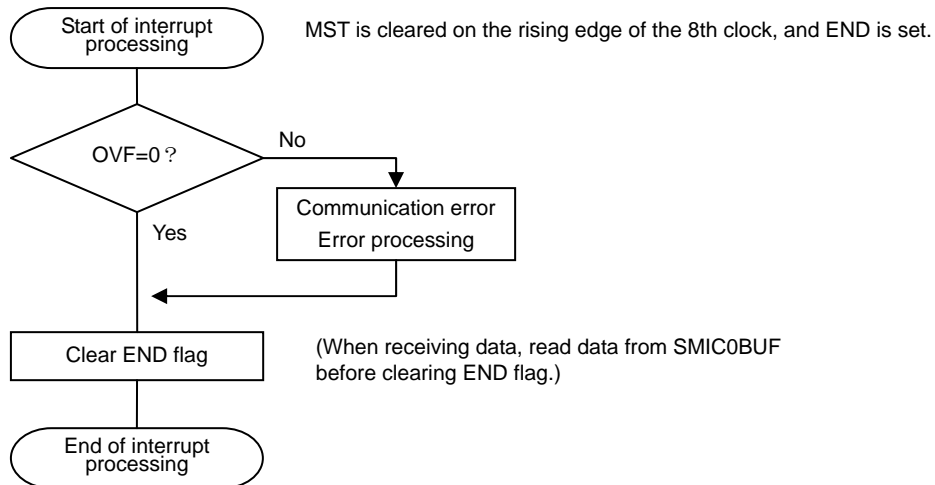 Start of interrupt
processing
MST is cleared on the rising edge of the 8th clock, and END is set.
OVF=0？
No
Communication error
Error processing
Yes
Clear END flag
(When receiving data, read data from SMIC0BUF
before clearing END flag.)
End of interrupt
processing